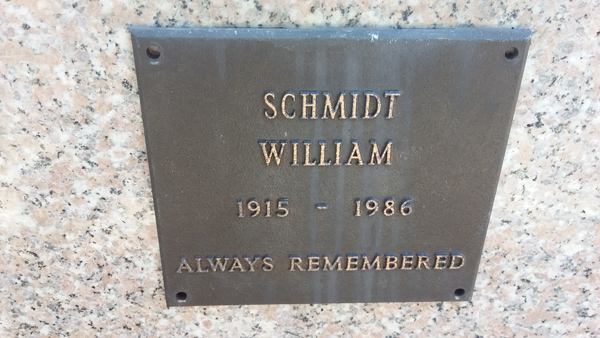 SCHMIDT
WILLIAM
1915 - 1986
ALWAYS REMEMBERED